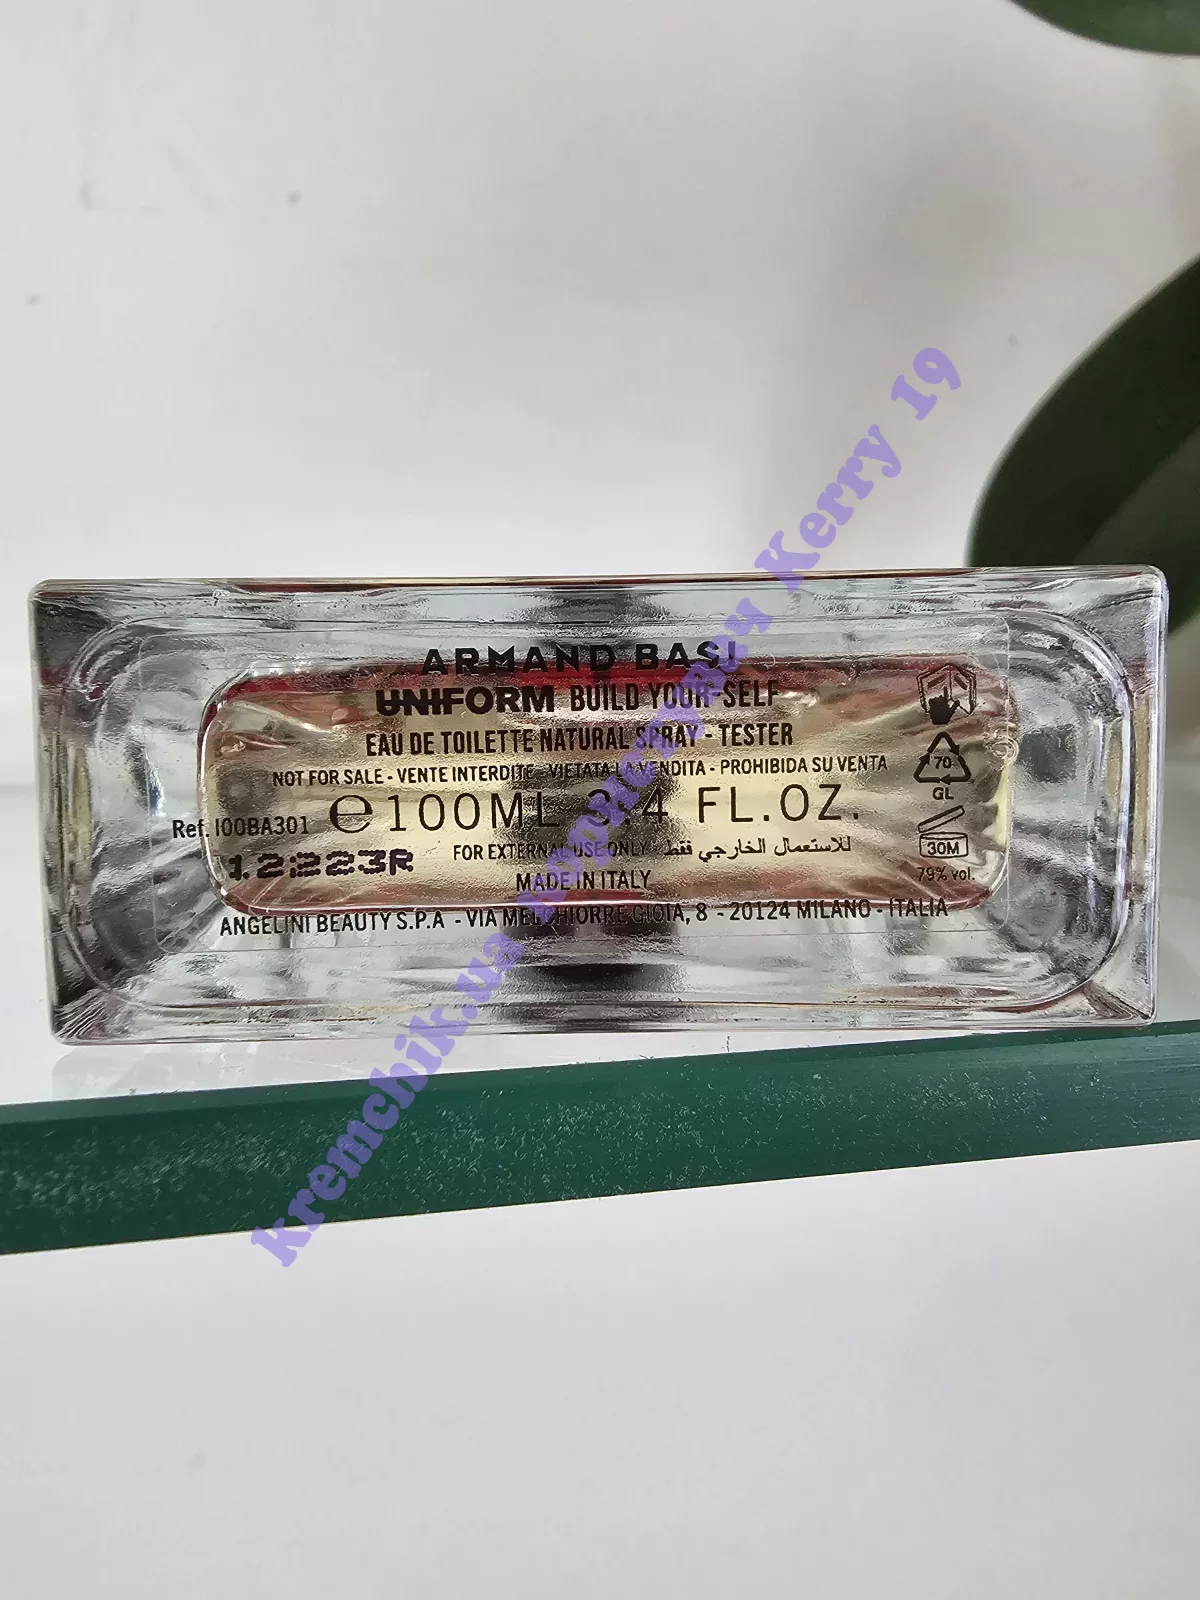 ARMAND BASI
UNIFORM BUILD YOUR-SELF
EAU DE TOILETTE NATURAL SPRAY - TESTER
NOT FOR SALE - VENTE INTERDITE - VIETATA LA VENDITA - PROHIBIDA SU VENTA
Ref. I00BA301 ℮100ML 3.4 FL.OZ.
12223R
FOR EXTERNAL USE ONLY - للاستعمال الخارجي فقط
MADE IN ITALY
ANGELINI BEAUTY S.P.A - VIA MELCHIORRE GIOIA, 8 - 20124 MILANO - ITALIA
70
GL
30M
79% vol.
kremchik.ua Kerry 19